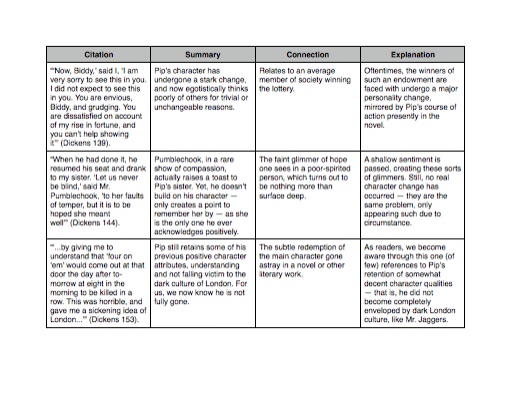 Citation
Summary
Connection
Explanation
"'Now, Biddy,' said I, 'I am
very sorry to see this in you.
I did not expect to see this
in you. You are envious,
Biddy, and grudging. You
are dissatisfied on account
of my rise in fortune, and
you can't help showing
it'" (Dickens 139).
Pip's character has
undergone a stark change,
and now egotistically thinks
poorly of others for trivial or
unchangeable reasons.
Relates to an average
member of society winning
the lottery.
Oftentimes, the winners of
such an endowment are
faced with undergo a major
personality change,
mirrored by Pip's course of
action presently in the
novel.
"When he had done it, he
resumed his seat and drank
to my sister. 'Let us never
be blind,' said Mr.
Pumblechook, 'to her faults
of temper, but it is to be
hoped she meant
well'" (Dickens 144).
Pumblechook, in a rare
show of compassion,
actually raises a toast to
Pip's sister. Yet, he doesn't
build on his character —
only creates a point to
remember her by — as she
is the only one he ever
acknowledges positively.
The faint glimmer of hope
one sees in a poor-spirited
person, which turns out to
be nothing more than
surface deep.
A shallow sentiment is
passed, creating these sorts
of glimmers. Still, no real
character change has
occurred — they are the
same problem, only
appearing such due to
circumstance.
"'...by giving me to
understand that 'four on
'em' would come out at that
door the day after to-
morrow at eight in the
morning to be killed in a
row. This was horrible, and
gave me a sickening idea of
London...'" (Dickens 153).
Pip still retains some of his
previous positive character
attributes, understanding
and not falling victim to the
dark culture of London. For
us, we now know he is not
fully gone.
The subtle redemption of
the main character gone
astray in a novel or other
literary work.
As readers, we become
aware through this one (of
few) references to Pip's
retention of somewhat
decent character qualities
— that is, he did not
become completely
enveloped by dark London
culture, like Mr. Jaggers.